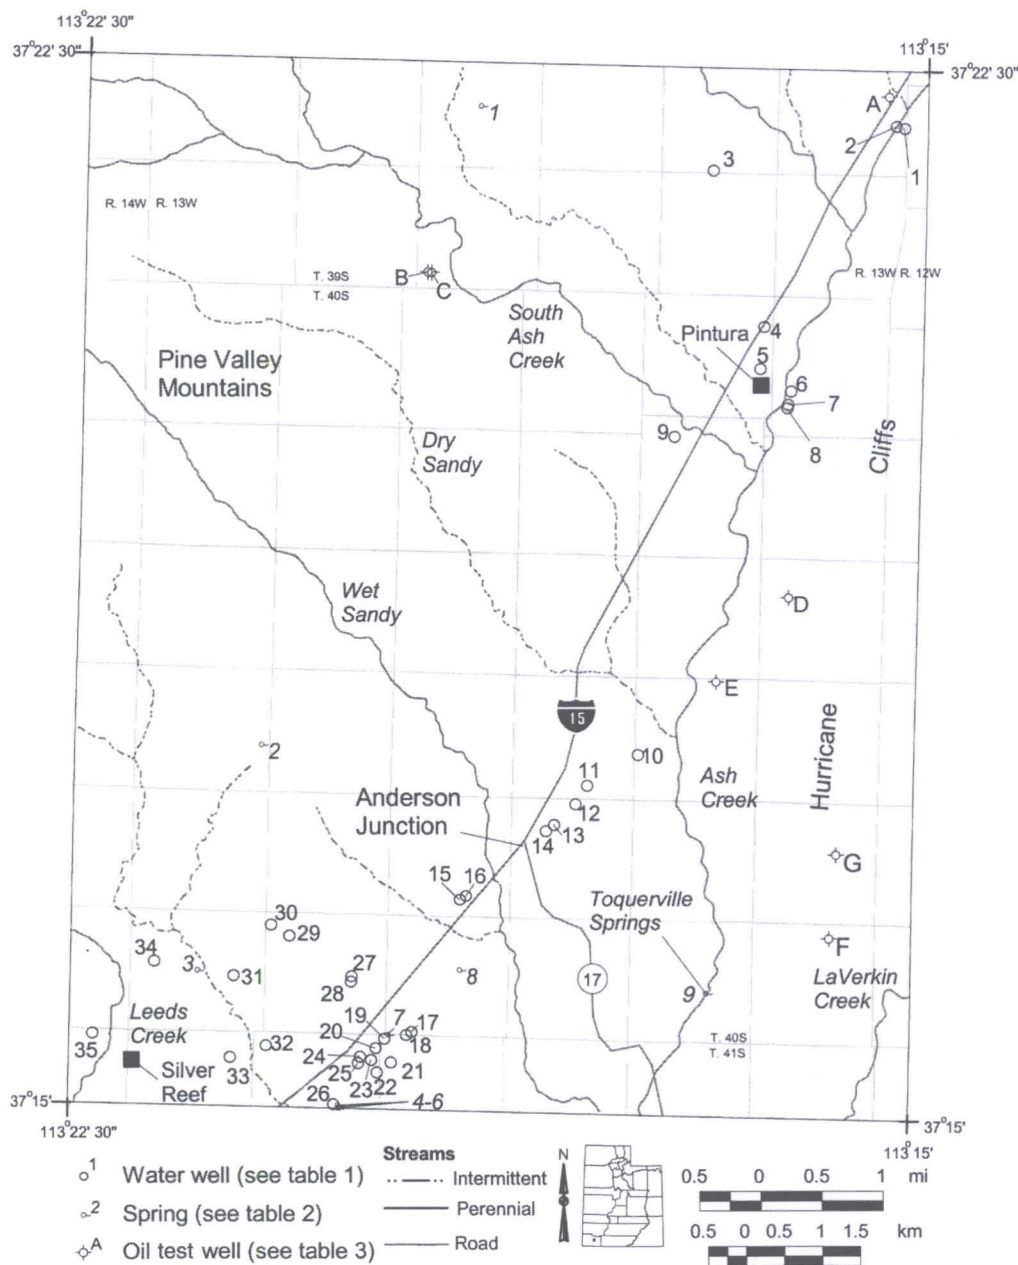 113°22' 30"
37°22' 30"
113°15'
37°22' 30"
A
1
2
1
3
R. 14W R. 13W
R. 13W R. 12W
B
C
T. 39S
T. 40S
South
Ash
Creek
Pintura
4
5
6
7
8
Pine Valley
Mountains
9
Dry
Sandy
Cliffs
Wet
Sandy
D
E
15
Hurricane
2
10
11
Ash
Creek
Anderson
Junction
12
13
14
G
15
16
Toquerville
Springs
30
29
F
34
3
31
27
28
8
17
9
LaVerkin
Creek
Leeds
Creek
19
7
17
20
18
T. 40S
T. 41S
35
32
24
21
Silver
Reef
33
25
23
22
26
4-6
37°15'
113°22' 30"
37°15'
113°15'
1 Water well (see table 1)
2 Spring (see table 2)
A Oil test well (see table 3)
Streams
Intermittent
Perennial
Road
N
0.5 0 0.5 1 mi
0.5 0 0.5 1 1.5 km